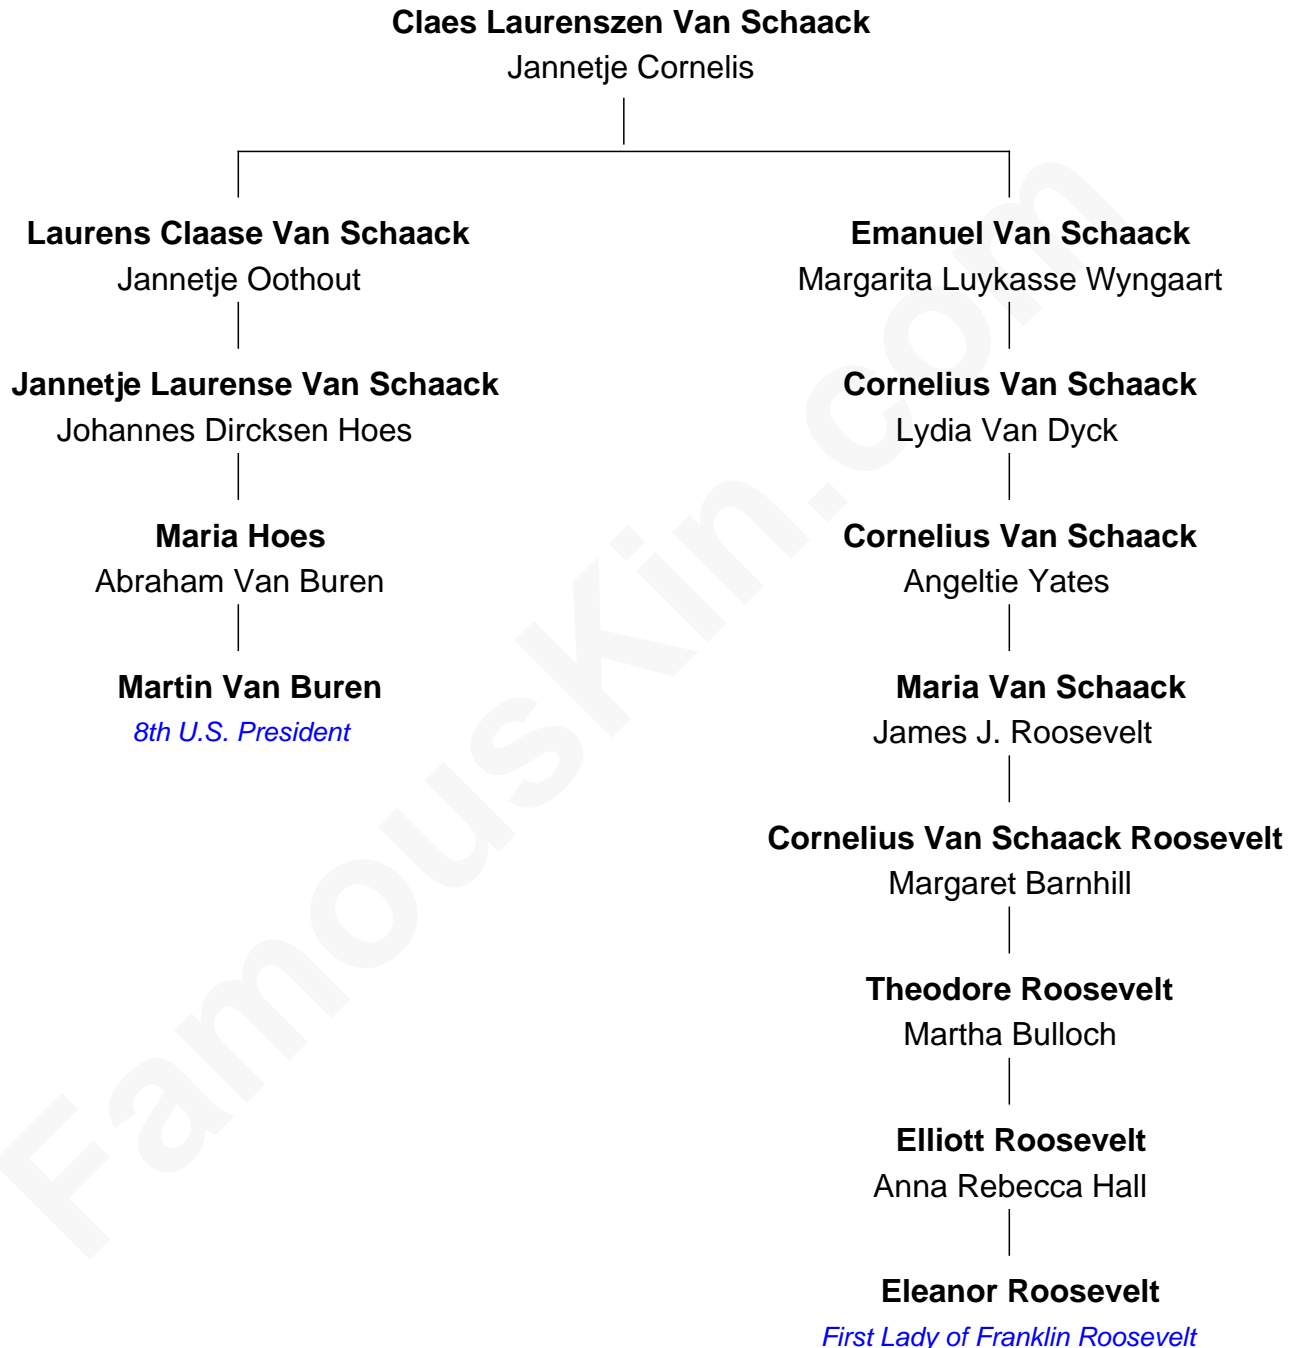 Claes Laurenszen Van Schaack
Jannetje Cornelis
Laurens Claase Van Schaack
Jannetje Oothout
Emanuel Van Schaack
Margarita Luykasse Wyngaart
Jannetje Laurense Van Schaack
Johannes Dircksen Hoes
Cornelius Van Schaack
Lydia Van Dyck
Maria Hoes
Abraham Van Buren
Cornelius Van Schaack
Angeltie Yates
Martin Van Buren
8th U.S. President
Maria Van Schaack
James J. Roosevelt
Cornelius Van Schaack Roosevelt
Margaret Barnhill
Theodore Roosevelt
Martha Bulloch
Elliott Roosevelt
Anna Rebecca Hall
Eleanor Roosevelt
First Lady of Franklin Roosevelt
FamousKin.com